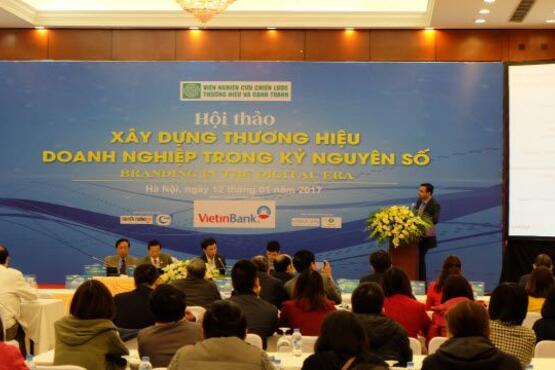 VIỆN NGHIÊN CỨU CHIẾN LƯỢC
THƯƠNG HIỆU VÀ CẠNH TRANH
Hội thảo
XÂY DỰNG THƯƠNG HIỆU
DOANH NGHIỆP TRONG KỶ NGUYÊN SỐ
BRANDING IN THE DIGITAL ERA
Hà Nội, ngày 12 tháng 01 năm 2017
VietinBank